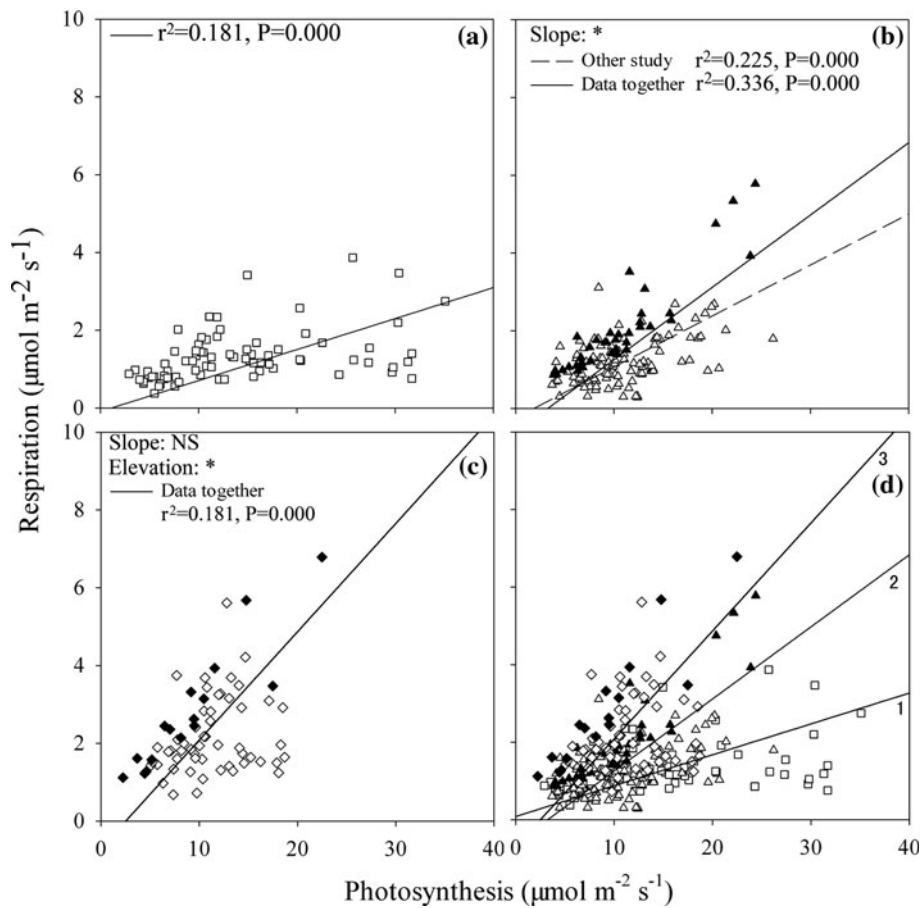 r²=0.181, P=0.000
(a)
Slope: *
(b)
Other study r²=0.225, P=0.000
Data together r²=0.336, P=0.000
10
8
6
4
2
0
Slope: NS
Elevation: *
(c)
Data together
r²=0.181, P=0.000
3
(d)
2
1
10
8
6
4
2
0
0 10 20 30 40
0 10 20 30 40
Respiration (μmol m⁻² s⁻¹)
Photosynthesis (μmol m⁻² s⁻¹)